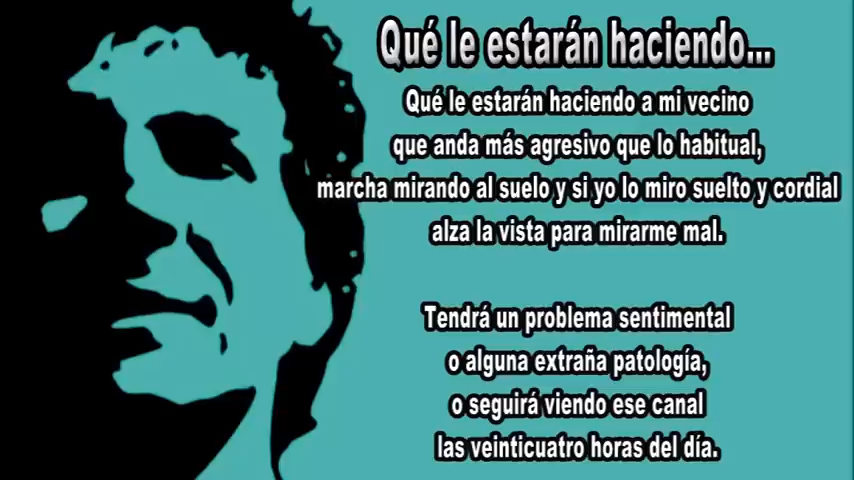 Qué le estarán haciendo...
Qué le estarán haciendo a mi vecino
que anda más agresivo que lo habitual,
marcha mirando al suelo y si yo lo miro suelto y cordial
alza la vista para mirarme mal.
Tendrá un problema sentimental
o alguna extraña patología,
o seguirá viendo ese canal
las veinticuatro horas del día.